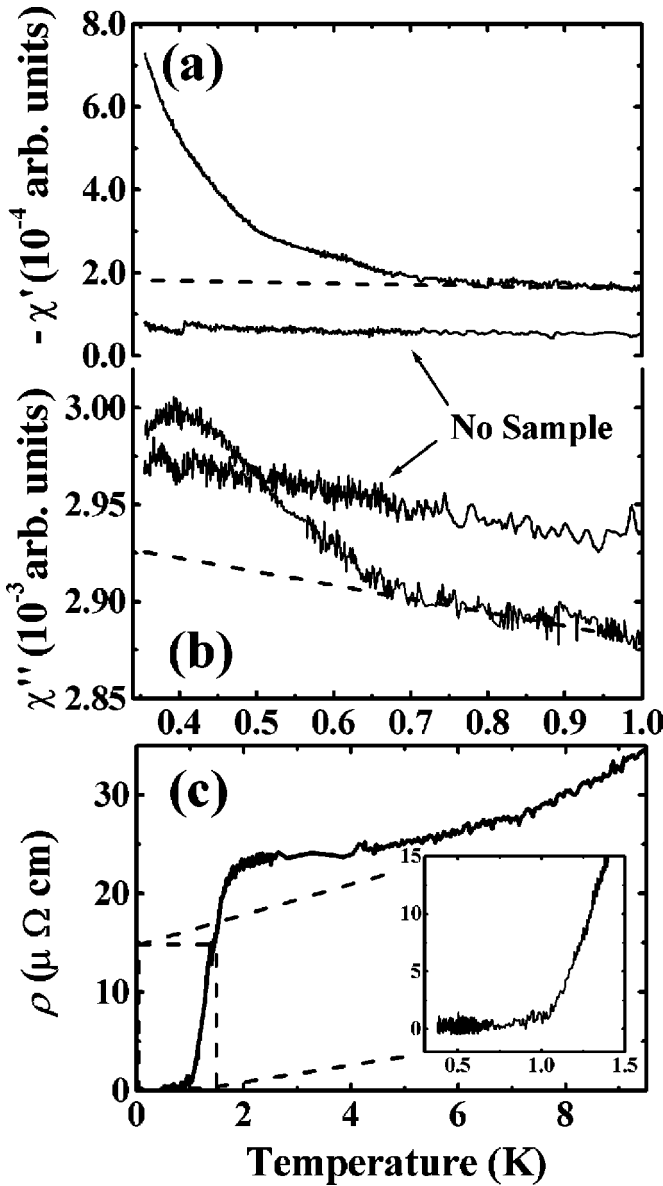 8.0
(a)
6.0
4.0
2.0
0.0
- χ' (10⁻⁴ arb. units)
3.00
No Sample
2.95
2.90
(b)
2.85
χ'' (10⁻³ arb. units)
0.4 0.5 0.6 0.7 0.8 0.9 1.0
(c)
30
20
10
0
ρ (μ Ω cm)
15
10
5
0
0.5 1.0 1.5
0 2 4 6 8
Temperature (K)